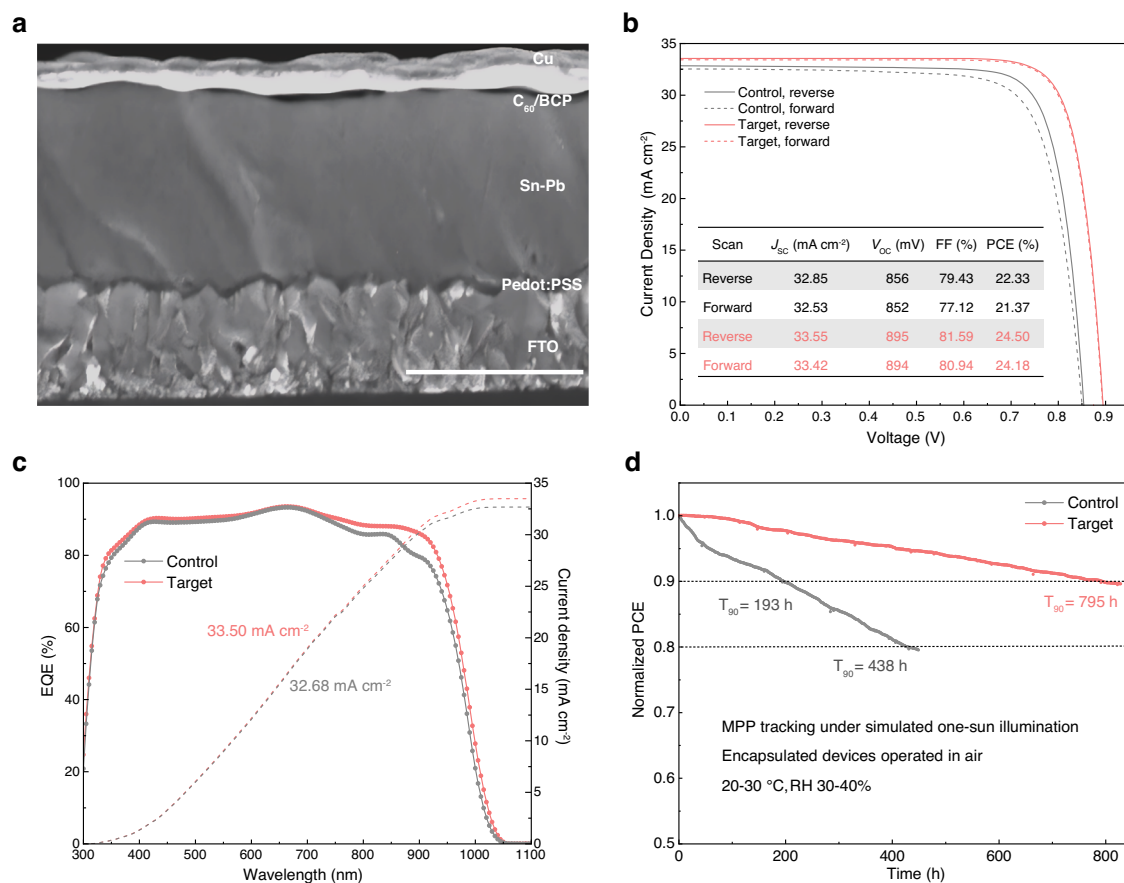 a
Cu
C60/BCP
Sn-Pb
Pedot:PSS
FTO
b
35
30
25
20
15
10
5
0
Current Density (mA cm-2)
Control, reverse
Control, forward
Target, reverse
Target, forward
Scan JSC (mA cm-2) VOC (mV) FF (%) PCE (%)
Reverse 32.85 856 79.43 22.33
Forward 32.53 852 77.12 21.37
Reverse 33.55 895 81.59 24.50
Forward 33.42 894 80.94 24.18
0.0 0.1 0.2 0.3 0.4 0.5 0.6 0.7 0.8 0.9
Voltage (V)
c
100
80
60
40
20
0
EQE (%)
Control
Target
33.50 mA cm-2
32.68 mA cm-2
35
30
25
20
15
10
5
0
Current density (mA cm-2)
300 400 500 600 700 800 900 1000 1100
Wavelength (nm)
d
1.0
0.9
0.8
0.7
0.6
0.5
Normalized PCE
Control
Target
T90 = 193 h
T90 = 795 h
T90 = 438 h
MPP tracking under simulated one-sun illumination
Encapsulated devices operated in air
20-30 °C, RH 30-40%
0 200 400 600 800
Time (h)